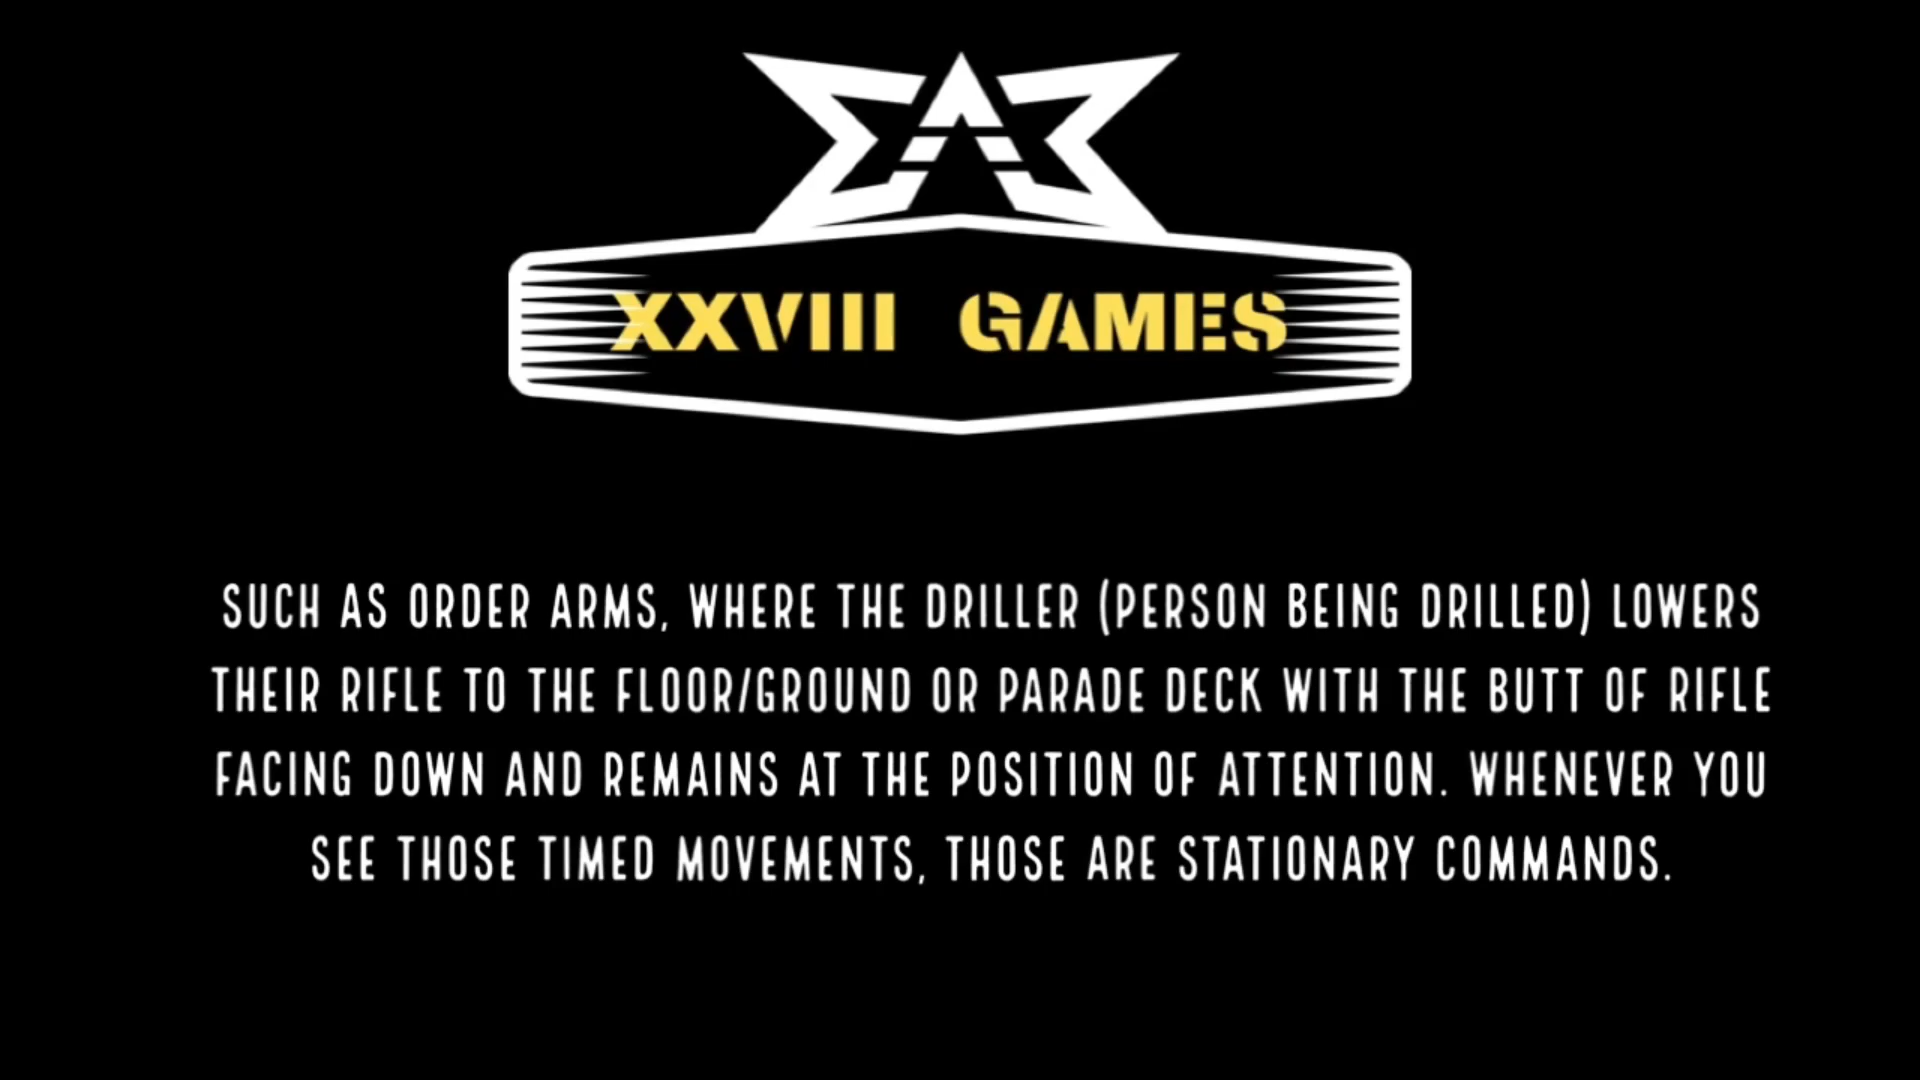 XXVIII GAMES
SUCH AS ORDER ARMS, WHERE THE DRILLER (PERSON BEING DRILLED) LOWERS
THEIR RIFLE TO THE FLOOR/GROUND OR PARADE DECK WITH THE BUTT OF RIFLE
FACING DOWN AND REMAINS AT THE POSITION OF ATTENTION. WHENEVER YOU
SEE THOSE TIMED MOVEMENTS, THOSE ARE STATIONARY COMMANDS.